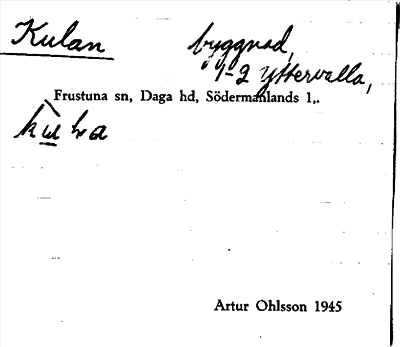 Kulan byggnad,
1-2 Yttervalla,
Frustuna sn, Daga hd, Södermanlands l,.
Artur Ohlsson 1945